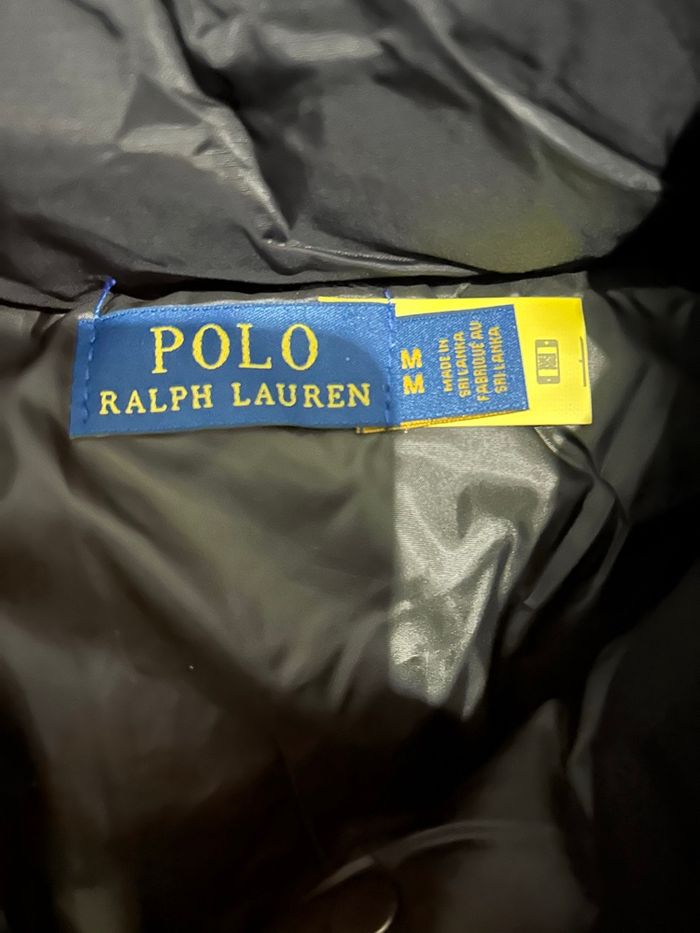 POLO
RALPH LAUREN
M
M
MADE IN
SRI LANKA
FABRIQUÉ AU
SRI LANKA